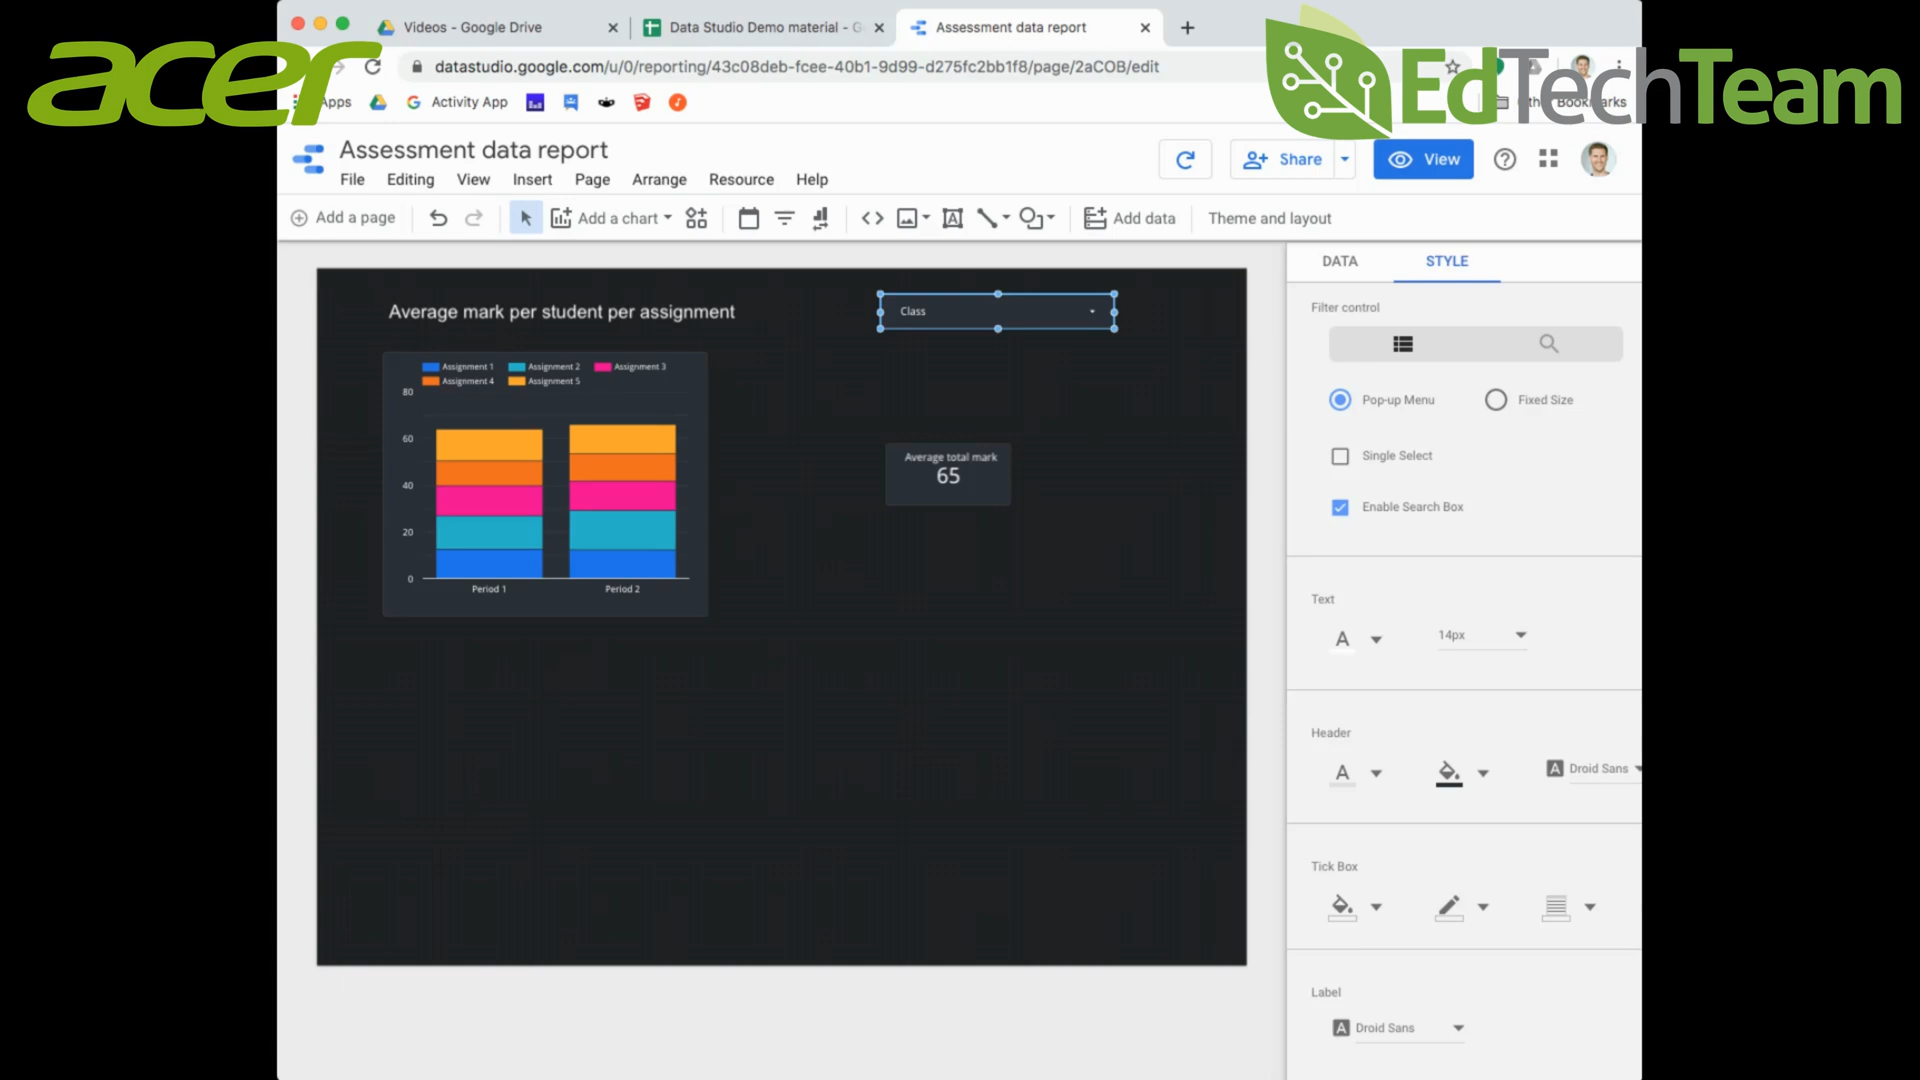 acer
EdTechTeam
Videos - Google Drive
Data Studio Demo material - G
Assessment data report
datastudio.google.com/u/0/reporting/43c08deb-fcee-40b1-9d99-d275fc2bb1f8/page/2aCOB/edit
Apps
Activity App
Other Bookmarks
Assessment data report
Share
View
File Editing View Insert Page Arrange Resource Help
Add a page
Add a chart
Add data
Theme and layout
DATA
STYLE
Average mark per student per assignment
Class
Assignment 1 Assignment 2 Assignment 3
Assignment 4 Assignment 5
80
60
40
20
0
Period 1
Period 2
Average total mark
65
Filter control
Pop-up Menu
Fixed Size
Single Select
Enable Search Box
Text
A
14px
Header
A
A Droid Sans
Tick Box
Label
A Droid Sans